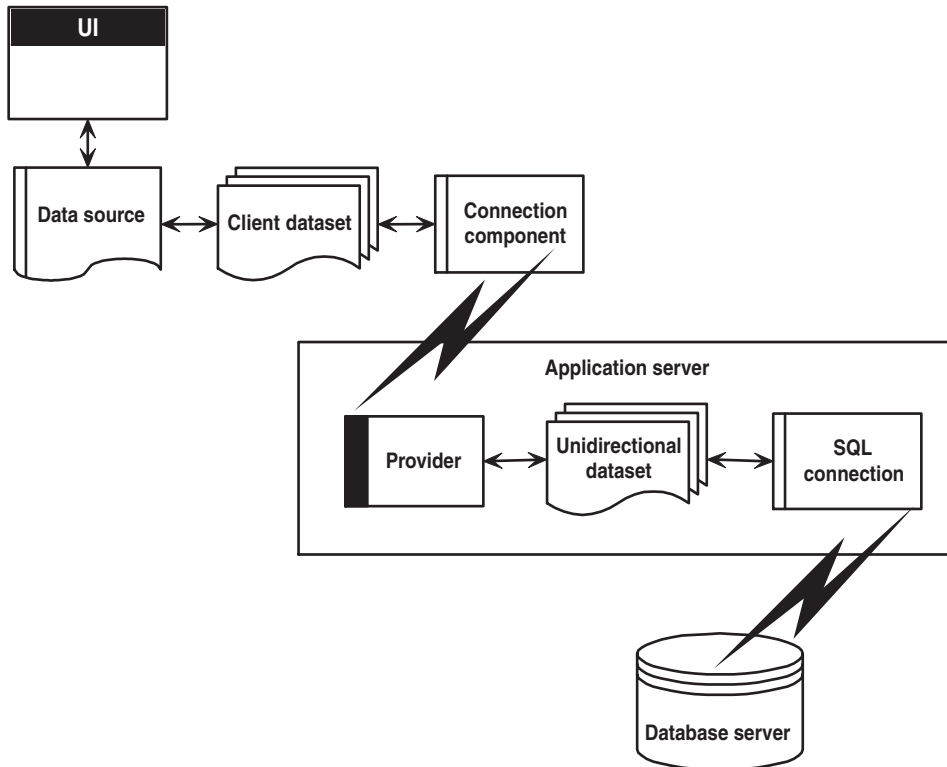 UI
Data source
Client dataset
Connection
component
Application server
Provider
Unidirectional
dataset
SQL
connection
Database server